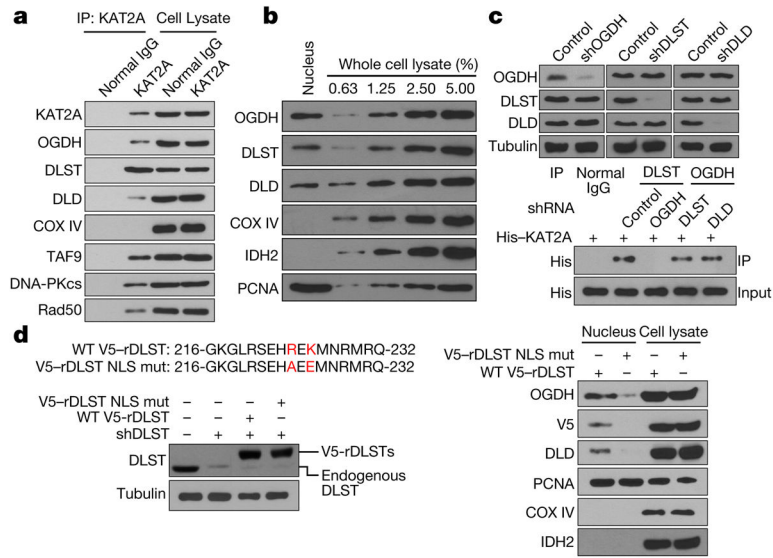 a
IP: KAT2A Cell Lysate
Normal IgG KAT2A Normal IgG KAT2A
KAT2A
OGDH
DLST
DLD
COX IV
TAF9
DNA-PKcs
Rad50
b
Nucleus
Whole cell lysate (%)
0.63 1.25 2.50 5.00
OGDH
DLST
DLD
COX IV
IDH2
PCNA
c
Control shOGDH Control shDLST Control shDLD
OGDH
DLST
DLD
Tubulin
IP Normal IgG DLST OGDH
shRNA Control OGDH DLST DLD
His–KAT2A + + + + +
His IP
His Input
d
WT V5–rDLST: 216-GKGLRSEHREKMNRMRQ-232
V5–rDLST NLS mut: 216-GKGLRSEHAEEMNRMRQ-232
V5–rDLST NLS mut – – – +
WT V5-rDLST – – + –
shDLST – + + +
DLST V5-rDLSTs
Endogenous DLST
Tubulin
Nucleus Cell lysate
V5–rDLST NLS mut – + – +
WT V5–rDLST + – + –
OGDH
V5
DLD
PCNA
COX IV
IDH2